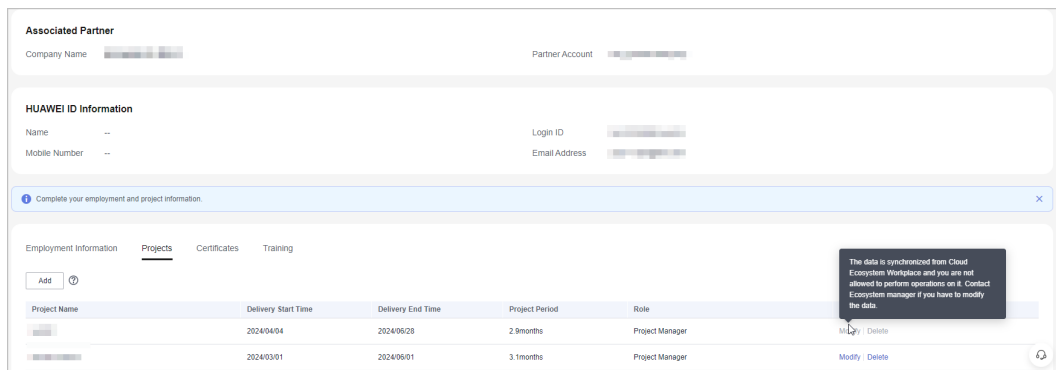 Associated Partner
Company Name
Partner Account
HUAWEI ID Information
Name --
Login ID
Mobile Number --
Email Address
Complete your employment and project information.
Employment Information Projects Certificates Training
Add
The data is synchronized from Cloud
Ecosystem Workplace and you are not
allowed to perform operations on it. Contact
Ecosystem manager if you have to modify
the data.
Project Name Delivery Start Time Delivery End Time Project Period Role
2024/04/04 2024/06/28 2.9months Project Manager Modify | Delete
2024/03/01 2024/06/01 3.1months Project Manager Modify | Delete